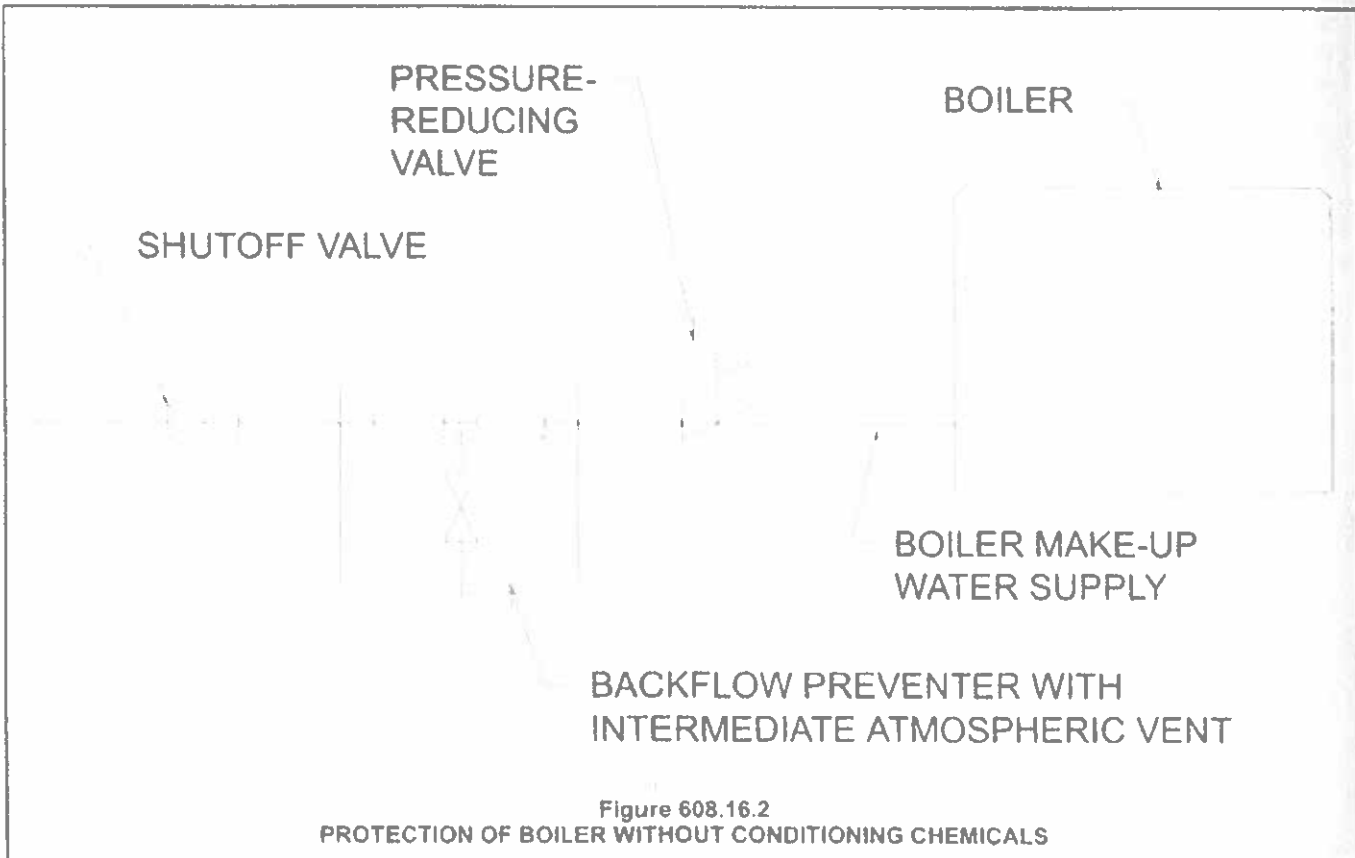 PRESSURE-
REDUCING
VALVE
BOILER
SHUTOFF VALVE
BOILER MAKE-UP
WATER SUPPLY
BACKFLOW PREVENTER WITH
INTERMEDIATE ATMOSPHERIC VENT
Figure 608.16.2
PROTECTION OF BOILER WITHOUT CONDITIONING CHEMICALS